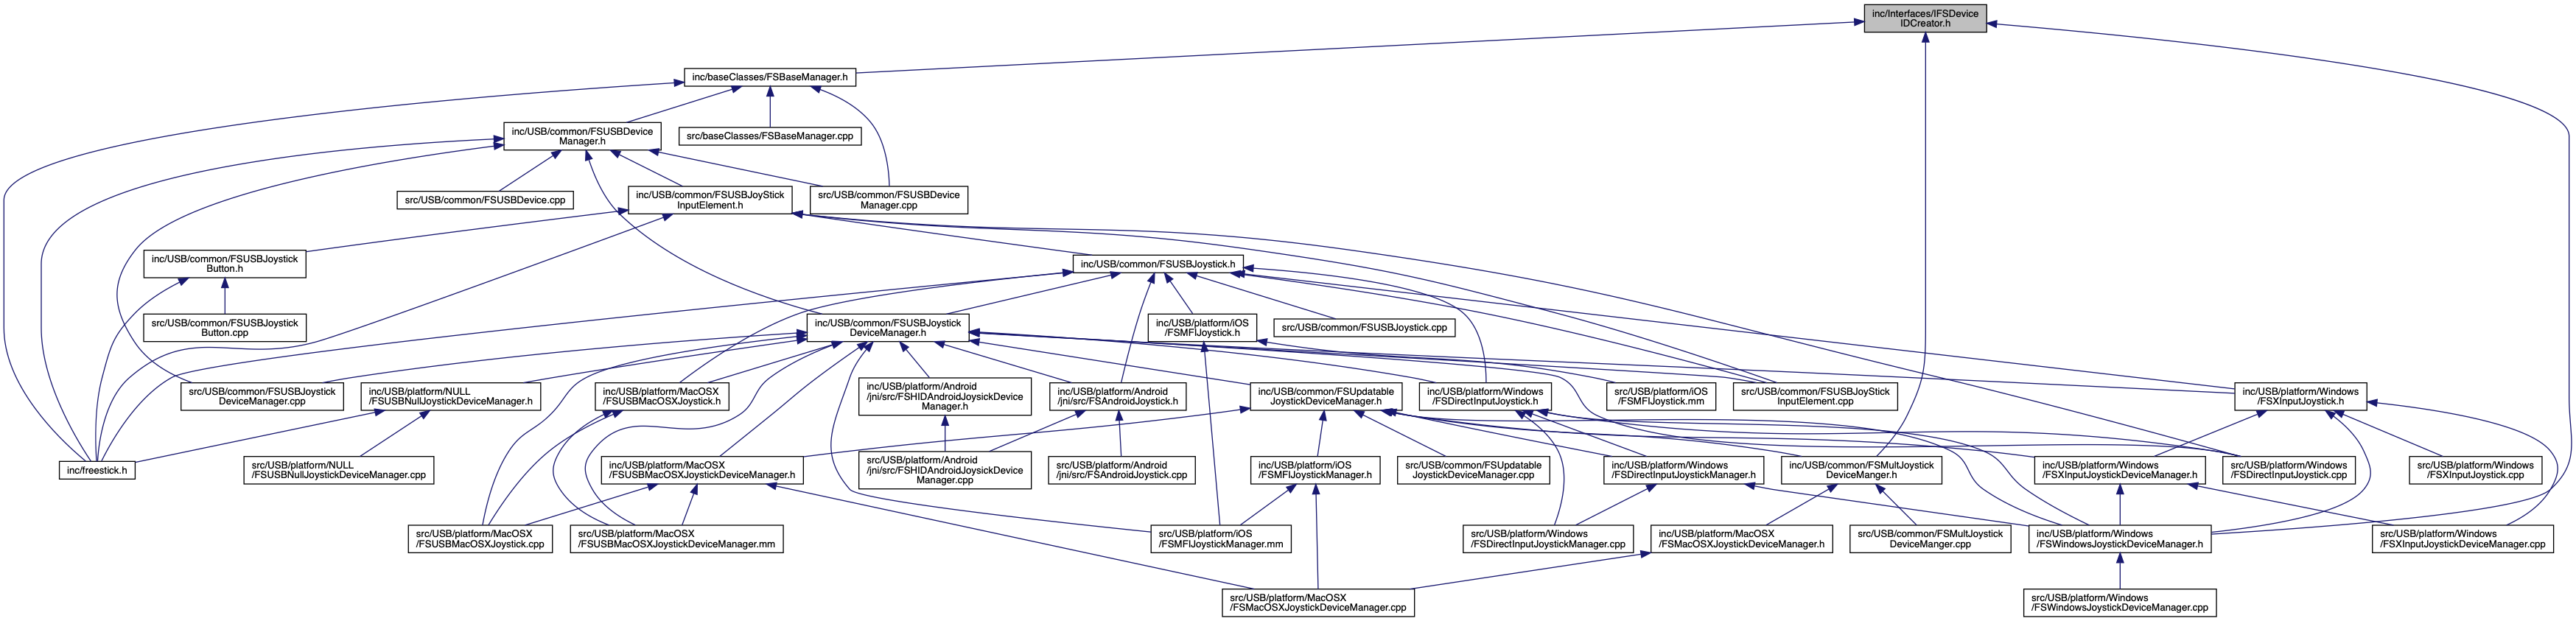 inc/Interfaces/IFSDevice
IDCreator.h
inc/baseClasses/FSBaseManager.h
inc/USB/common/FSUSBDevice
Manager.h
src/baseClasses/FSBaseManager.cpp
src/USB/common/FSUSBDevice.cpp
inc/USB/common/FSUSBJoyStick
InputElement.h
src/USB/common/FSUSBDevice
Manager.cpp
inc/USB/common/FSUSBJoystick
Button.h
inc/USB/common/FSUSBJoystick.h
src/USB/common/FSUSBJoystick
Button.cpp
inc/USB/common/FSUSBJoystick
DeviceManager.h
inc/USB/platform/iOS
/FSMFIJoystick.h
src/USB/common/FSUSBJoystick.cpp
src/USB/common/FSUSBJoystick
DeviceManager.cpp
inc/USB/platform/NULL
/FSUSBNullJoystickDeviceManager.h
inc/USB/platform/MacOSX
/FSUSBMacOSXJoystick.h
inc/USB/platform/Android
/jni/src/FSHIDAndroidJoysickDevice
Manager.h
inc/USB/platform/Android
/jni/src/FSAndroidJoystick.h
inc/USB/common/FSUpdatable
JoystickDeviceManager.h
inc/USB/platform/Windows
/FSDirectInputJoystick.h
src/USB/platform/iOS
/FSMFIJoystick.mm
src/USB/common/FSUSBJoyStick
InputElement.cpp
inc/USB/platform/Windows
/FSXInputJoystick.h
inc/freestick.h
src/USB/platform/NULL
/FSUSBNullJoystickDeviceManager.cpp
inc/USB/platform/MacOSX
/FSUSBMacOSXJoystickDeviceManager.h
src/USB/platform/Android
/jni/src/FSHIDAndroidJoysickDevice
Manager.cpp
src/USB/platform/Android
/jni/src/FSAndroidJoystick.cpp
inc/USB/platform/iOS
/FSMFIJoystickManager.h
src/USB/common/FSUpdatable
JoystickDeviceManager.cpp
inc/USB/platform/Windows
/FSDirectInputJoystickManager.h
inc/USB/common/FSMultJoystick
DeviceManger.h
inc/USB/platform/Windows
/FSXInputJoystickDeviceManager.h
src/USB/platform/Windows
/FSDirectInputJoystick.cpp
src/USB/platform/Windows
/FSXInputJoystick.cpp
src/USB/platform/MacOSX
/FSUSBMacOSXJoystick.cpp
src/USB/platform/MacOSX
/FSUSBMacOSXJoystickDeviceManager.mm
src/USB/platform/iOS
/FSMFIJoystickManager.mm
src/USB/platform/Windows
/FSDirectInputJoystickManager.cpp
inc/USB/platform/MacOSX
/FSMacOSXJoystickDeviceManager.h
src/USB/common/FSMultJoystick
DeviceManger.cpp
inc/USB/platform/Windows
/FSWindowsJoystickDeviceManager.h
src/USB/platform/Windows
/FSXInputJoystickDeviceManager.cpp
src/USB/platform/MacOSX
/FSMacOSXJoystickDeviceManager.cpp
src/USB/platform/Windows
/FSWindowsJoystickDeviceManager.cpp